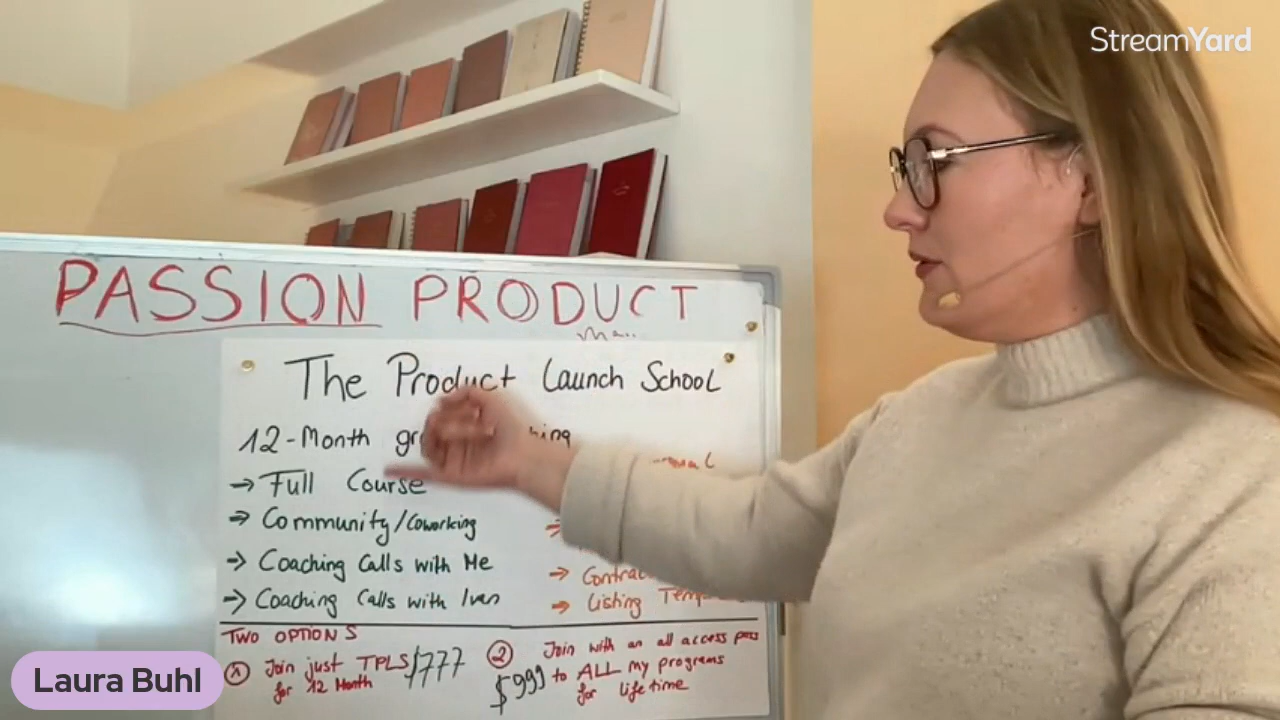 StreamYard
PASSION PRODUCT
The Product Launch School
12-Month
→ Full Course
→ Community/Coworking
→ Coaching Calls with Me
→ Coaching Calls with Iven
→
→
→ Listing
TWO OPTIONS
1 Join just TPLS $777
for 12 Month
2 Join with an all access pass
$999 to ALL my programs
for life time
Laura Buhl